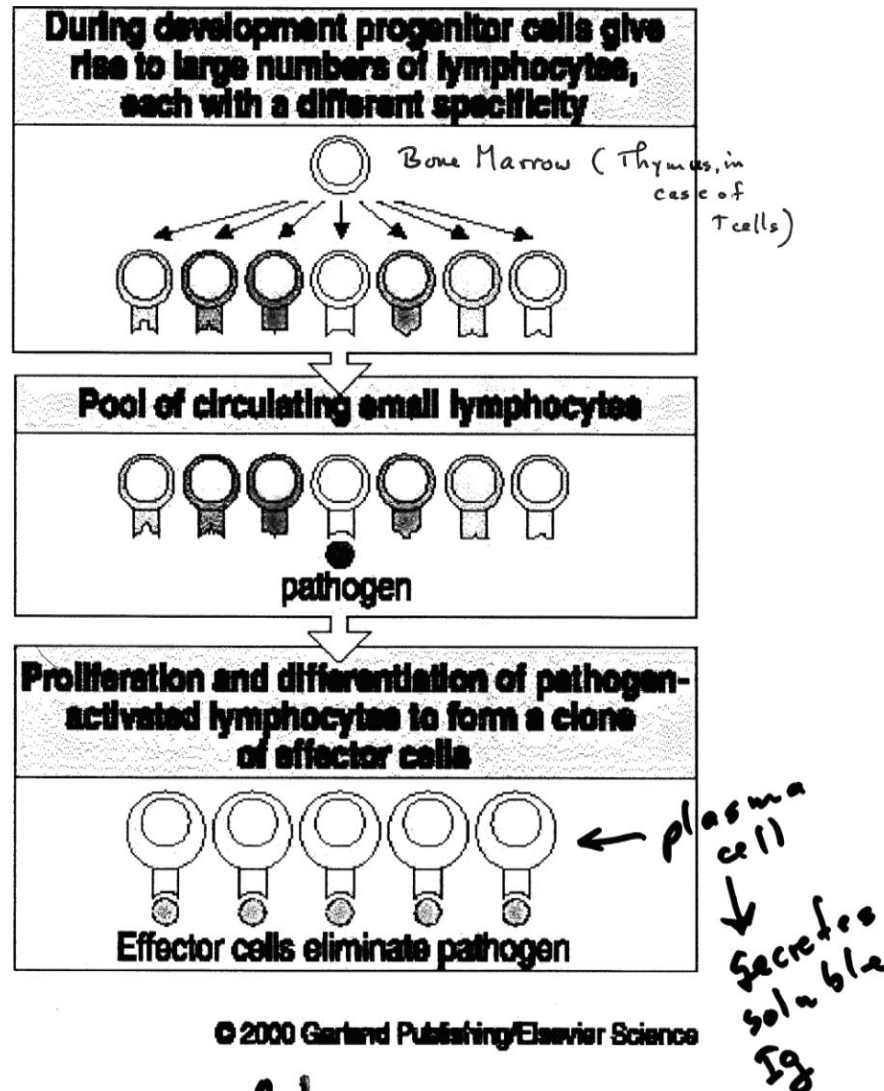 During development progenitor cells give
rise to large numbers of lymphocytes,
each with a different specificity
Bone Marrow (Thymus, in
case of
T cells)
Pool of circulating small lymphocytes
pathogen
Proliferation and differentiation of pathogen-
activated lymphocytes to form a clone
of effector cells
plasma
cell
Effector cells eliminate pathogen
Secretes
soluble
Ig
© 2000 Garland Publishing/Elsevier Science